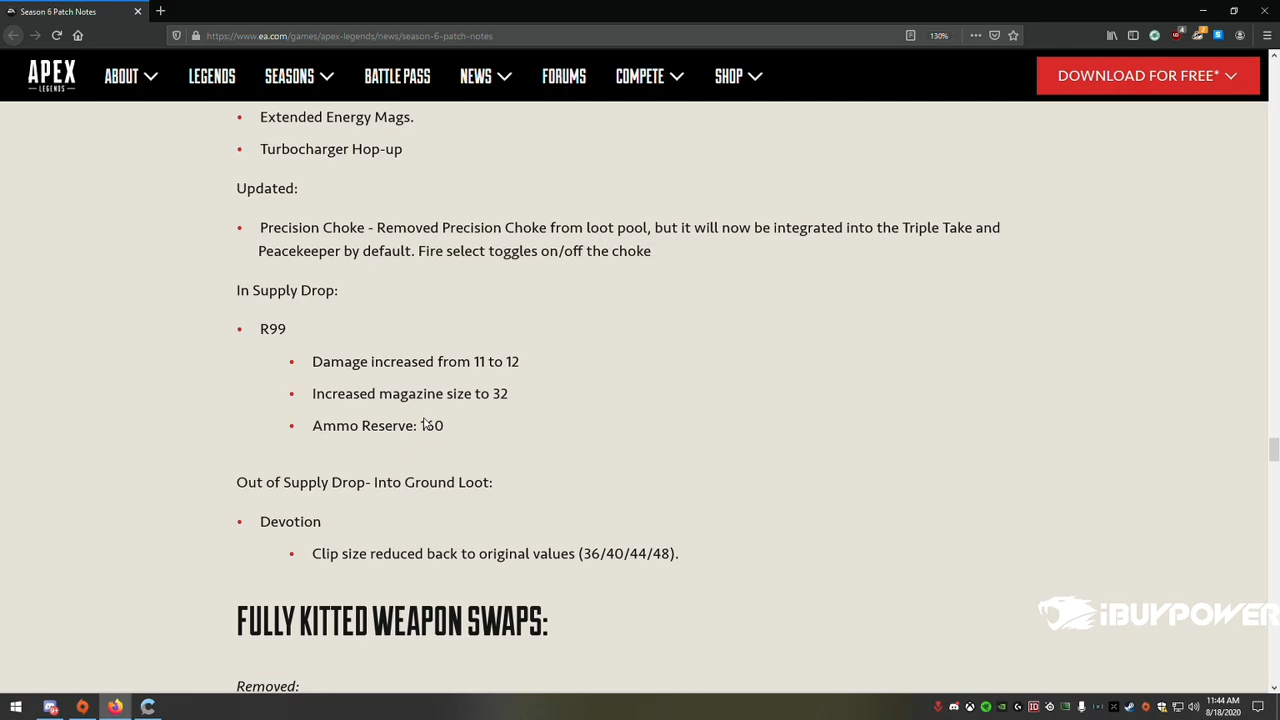 Season 6 Patch Notes
https://www.ea.com/games/apex-legends/news/season-6-patch-notes
130%
APEX
LEGENDS
ABOUT LEGENDS SEASONS BATTLE PASS NEWS FORUMS COMPETE SHOP DOWNLOAD FOR FREE*
• Extended Energy Mags.
• Turbocharger Hop-up
Updated:
• Precision Choke - Removed Precision Choke from loot pool, but it will now be integrated into the Triple Take and
Peacekeeper by default. Fire select toggles on/off the choke
In Supply Drop:
• R99
• Damage increased from 11 to 12
• Increased magazine size to 32
• Ammo Reserve: 160
Out of Supply Drop- Into Ground Loot:
• Devotion
• Clip size reduced back to original values (36/40/44/48).
FULLY KITTED WEAPON SWAPS:
iBUYPOWER
Removed:
11:44 AM
8/18/2020